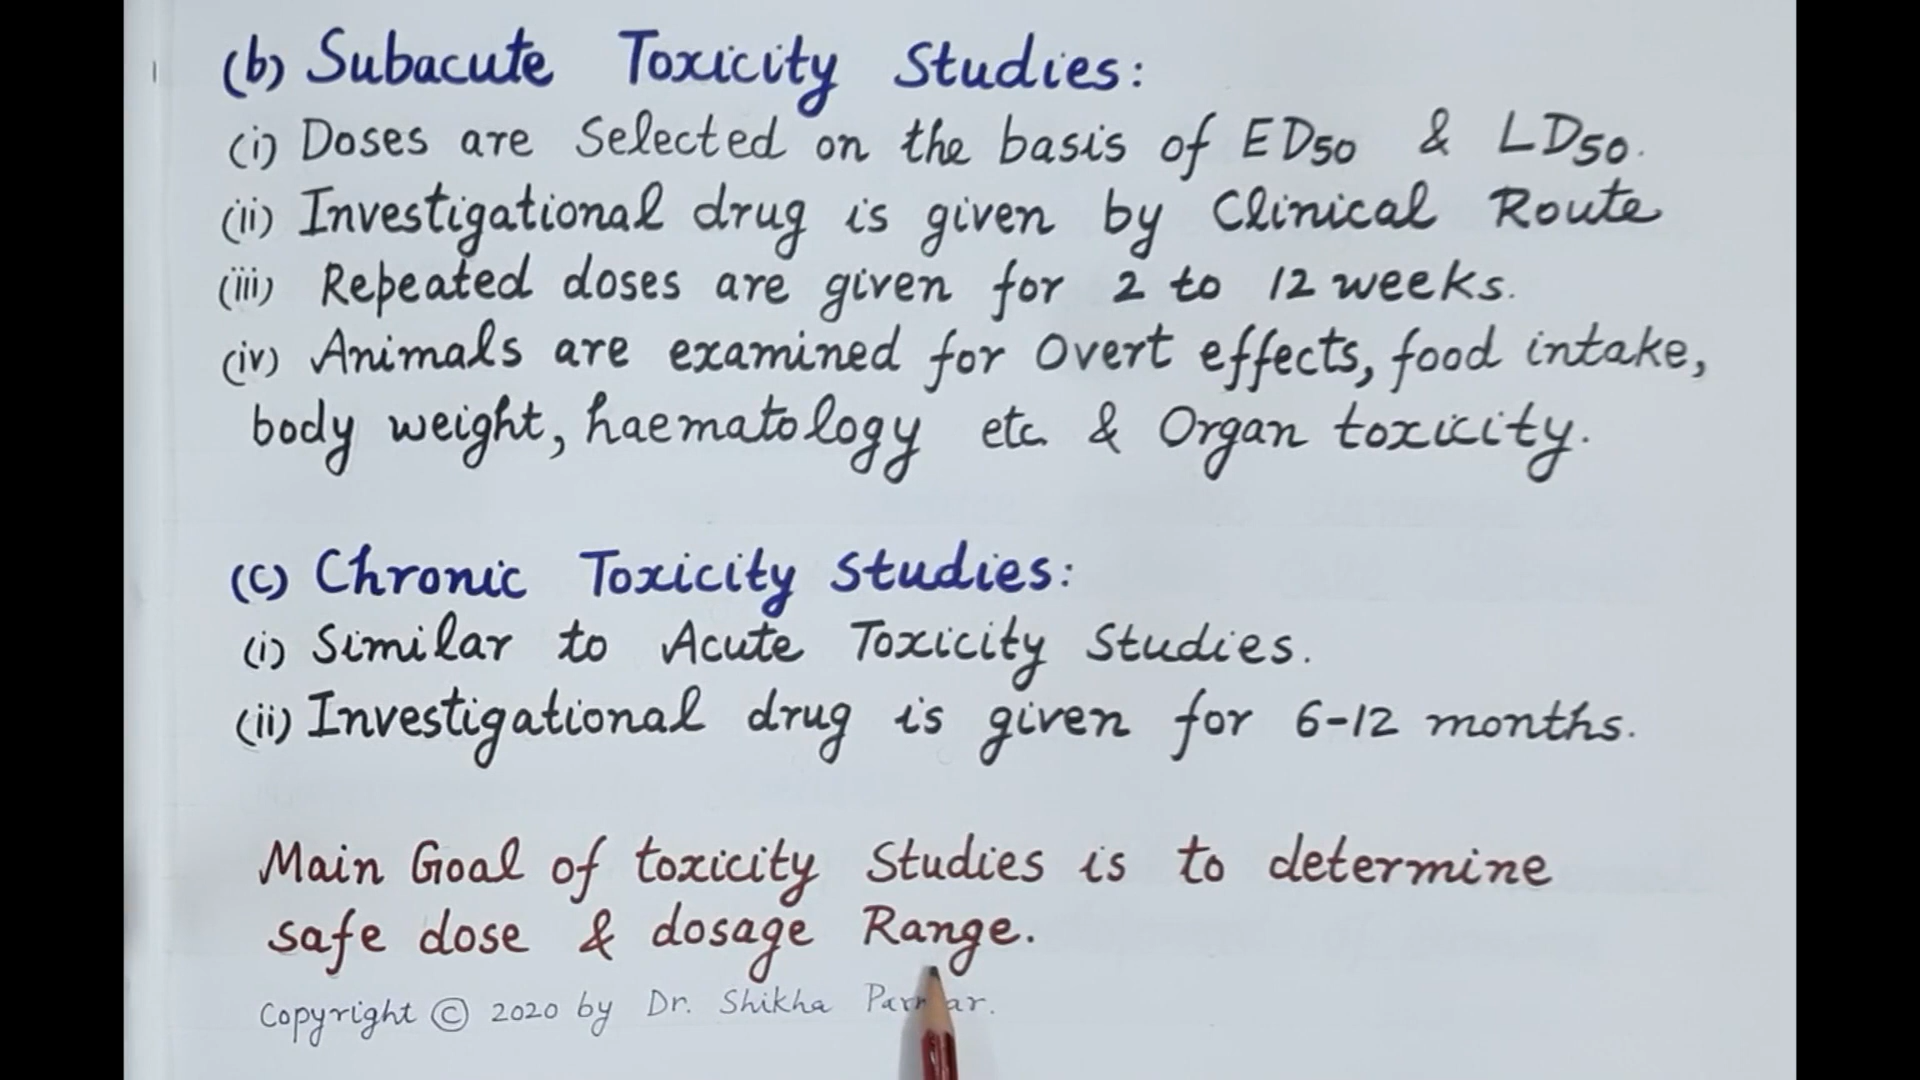 (b) Subacute Toxicity Studies:
(i) Doses are Selected on the basis of ED50 & LD50.
(ii) Investigational drug is given by Clinical Route
(iii) Repeated doses are given for 2 to 12 weeks.
(iv) Animals are examined for Overt effects, food intake,
body weight, haematology etc & Organ toxicity.
(c) Chronic Toxicity Studies:
(i) Similar to Acute Toxicity Studies.
(ii) Investigational drug is given for 6-12 months.
Main Goal of toxicity Studies is to determine
safe dose & dosage Range.
Copyright © 2020 by Dr. Shikha